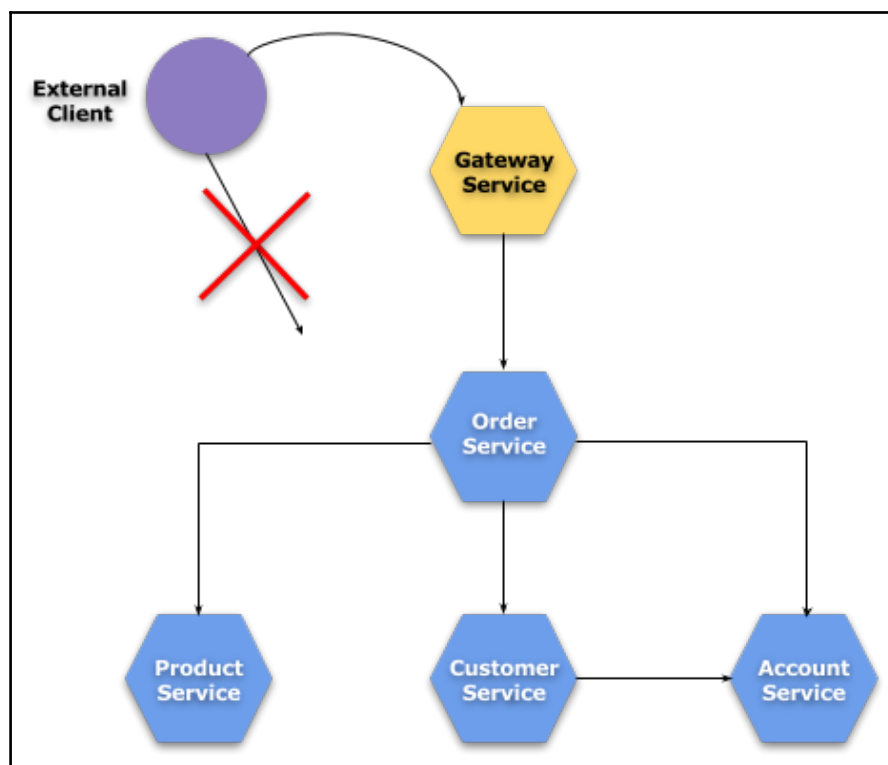 External
Client
Gateway
Service
Order
Service
Product
Service
Customer
Service
Account
Service